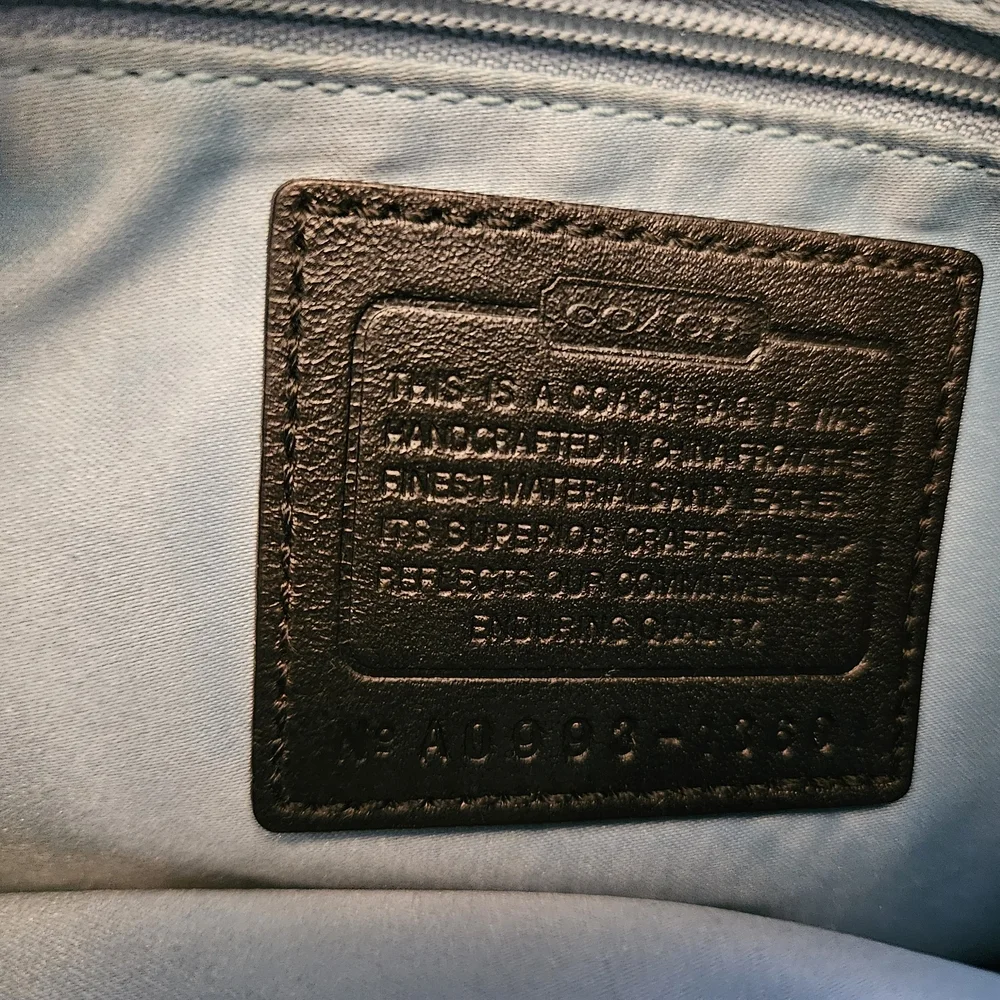 COACH
THIS IS A COACH BAG. IT WAS
HANDCRAFTED IN CHINA FROM THE
FINEST MATERIALS AND LEATHER.
ITS SUPERIOR CRAFTSMANSHIP
REFLECTS OUR COMMITMENT TO
ENDURING QUALITY.
Nº A0993-